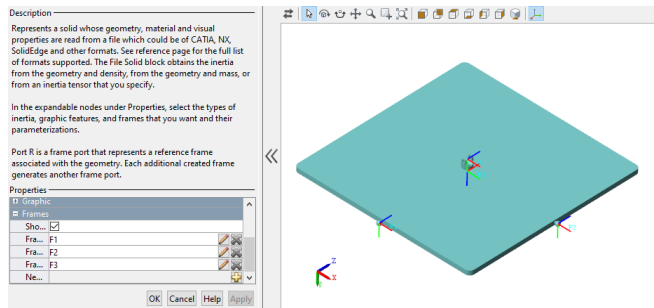 Description
Represents a solid whose geometry, material and visual
properties are read from a file which could be of CATIA, NX,
SolidEdge and other formats. See reference page for the full list
of formats supported. The File Solid block obtains the inertia
from the geometry and density, from the geometry and mass, or
from an inertia tensor that you specify.
In the expandable nodes under Properties, select the types of
inertia, graphic features, and frames that you want and their
parameterizations.
Port R is a frame port that represents a reference frame
associated with the geometry. Each additional created frame
generates another frame port.
Properties
Graphic
Frames
Sho...
Fra... F1
Fra... F2
Fra... F3
Ne...
OK Cancel Help Apply
Z
X